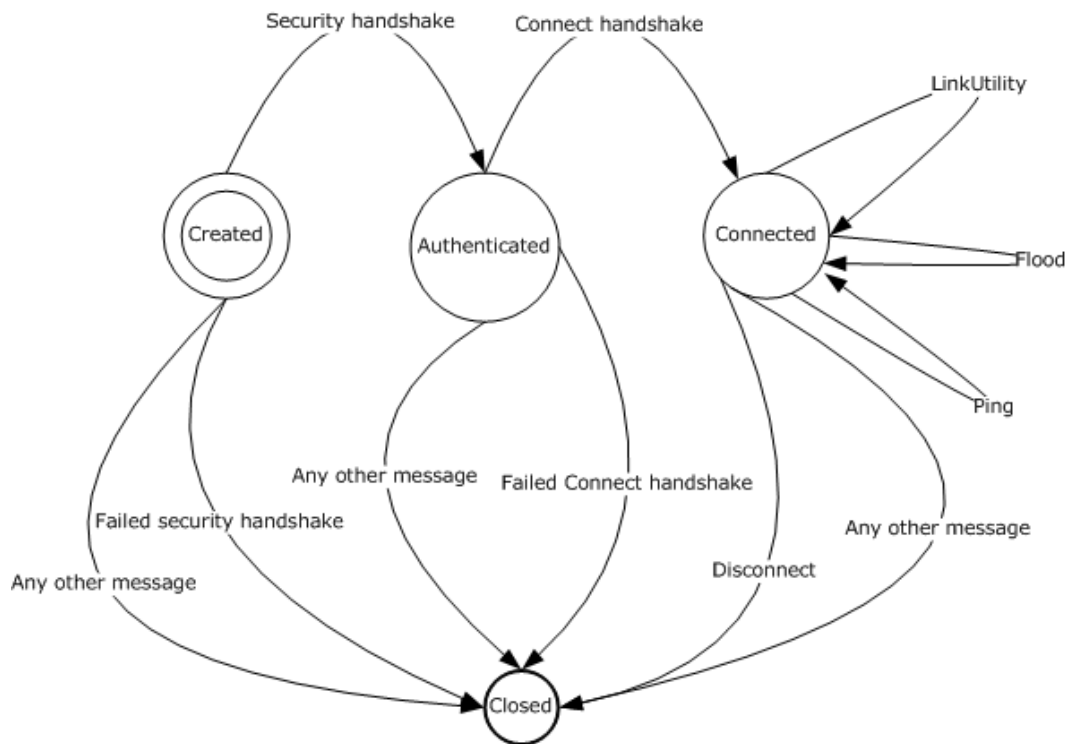 Security handshake
Connect handshake
LinkUtility
Created
Authenticated
Connected
Flood
Ping
Any other message
Failed Connect handshake
Failed security handshake
Any other message
Any other message
Disconnect
Closed